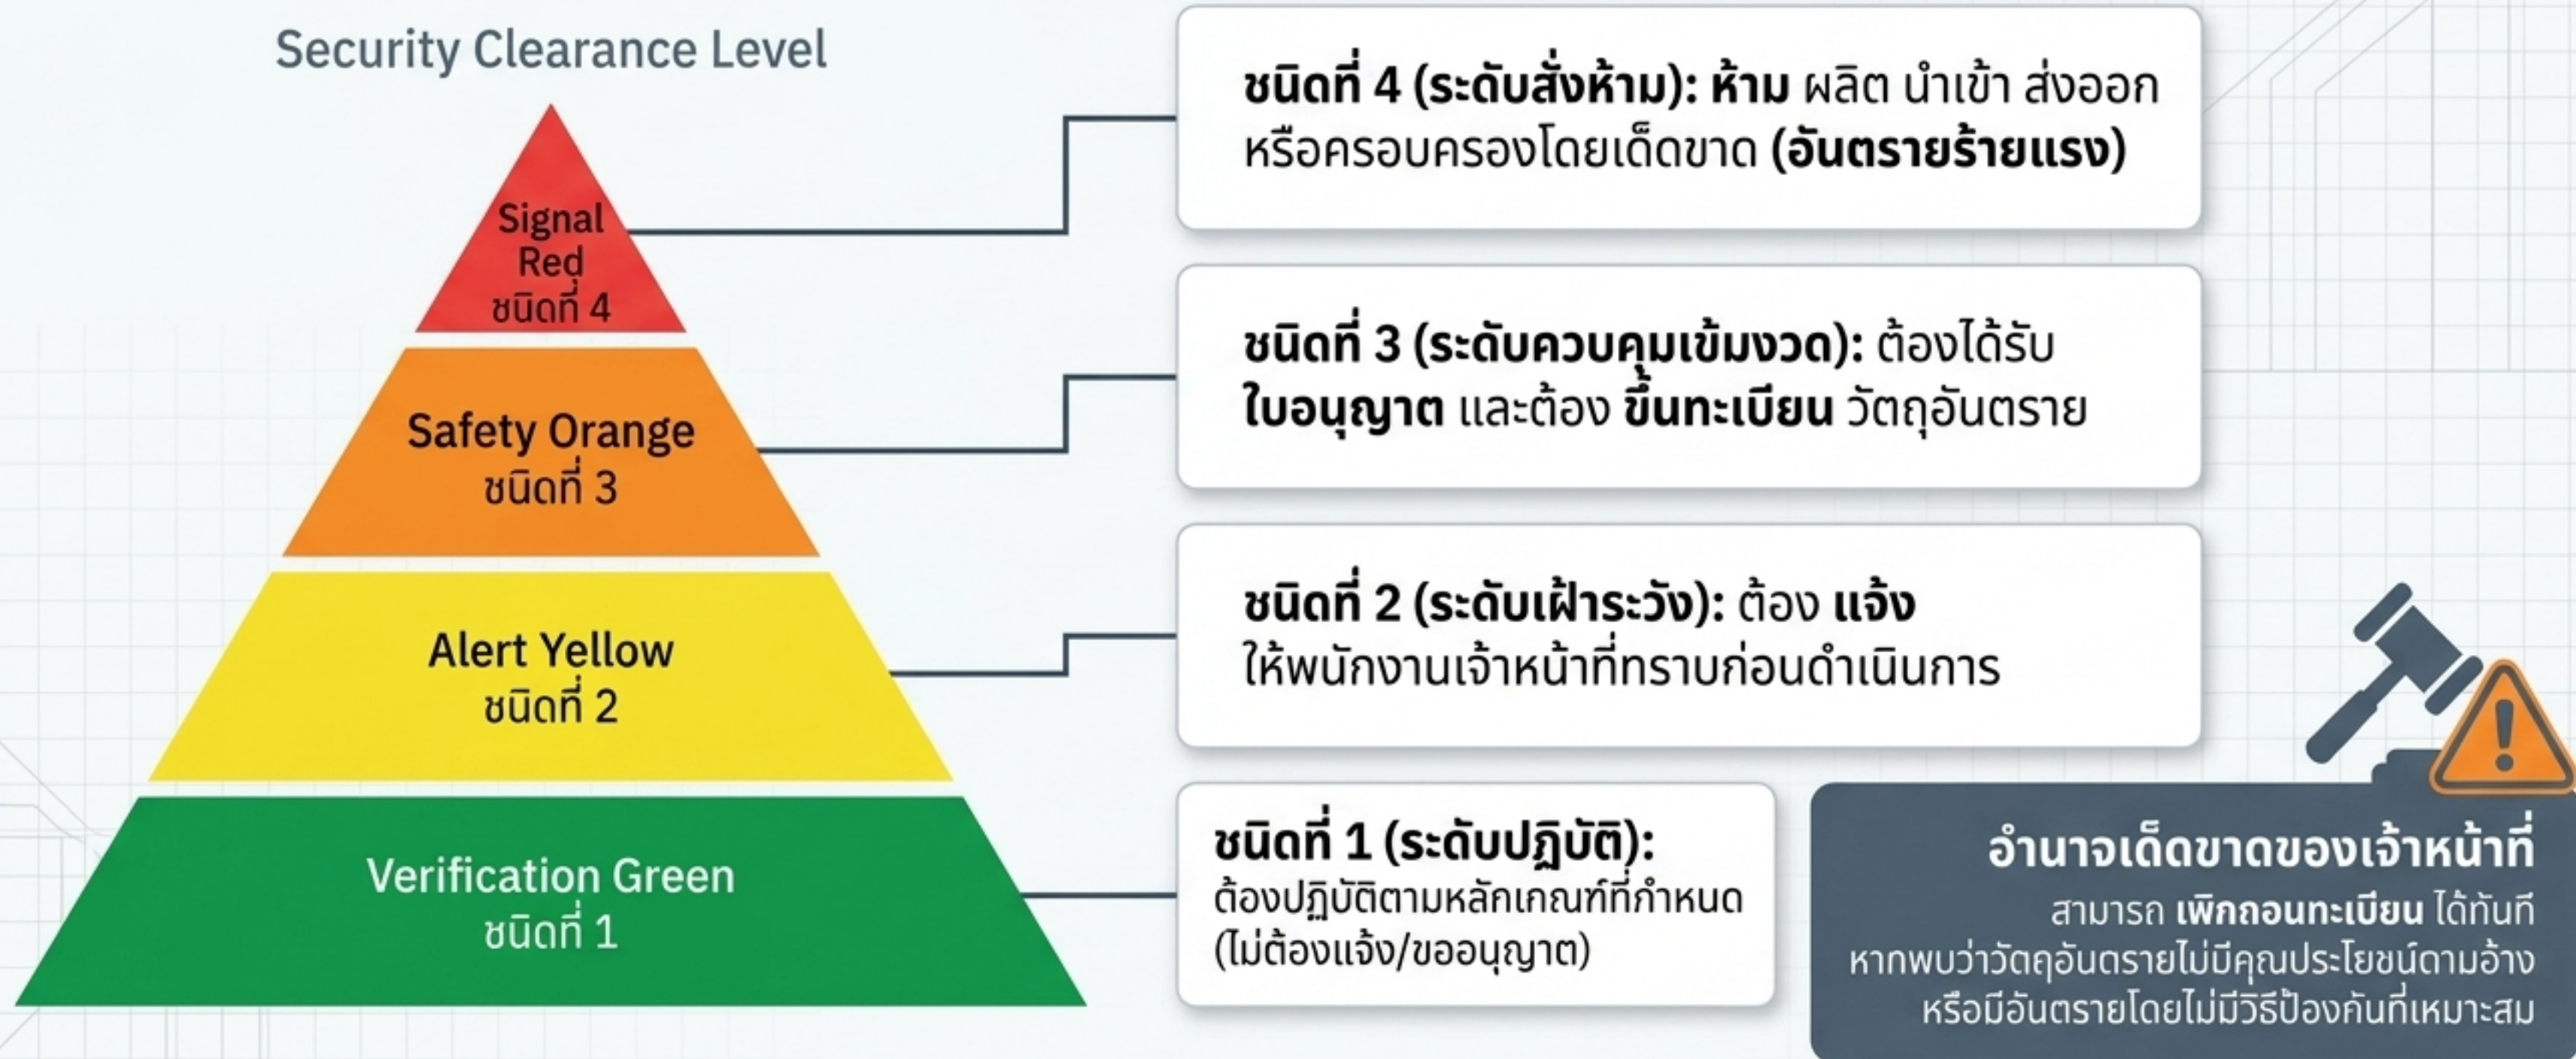 Security Clearance Level
Signal
Red
ชนิดที่ 4
Safety Orange
ชนิดที่ 3
Alert Yellow
ชนิดที่ 2
Verification Green
ชนิดที่ 1
ชนิดที่ 4 (ระดับสั่งห้าม): ห้าม ผลิต นำเข้า ส่งออก
หรือครอบครองโดยเด็ดขาด (อันตรายร้ายแรง)
ชนิดที่ 3 (ระดับควบคุมเข้มงวด): ต้องได้รับ
ใบอนุญาต และต้อง ขึ้นทะเบียน วัตถุอันตราย
ชนิดที่ 2 (ระดับเฝ้าระวัง): ต้อง แจ้ง
ให้พนักงานเจ้าหน้าที่ทราบก่อนดำเนินการ
ชนิดที่ 1 (ระดับปฏิบัติ):
ต้องปฏิบัติตามหลักเกณฑ์ที่กำหนด
(ไม่ต้องแจ้ง/ขออนุญาต)
อำนาจเด็ดขาดของเจ้าหน้าที่
สามารถ เพิกถอนทะเบียน ได้ทันที
หากพบว่าวัตถุอันตรายไม่มีคุณประโยชน์ตามอ้าง
หรือมีอันตรายโดยไม่มีวิธีป้องกันที่เหมาะสม